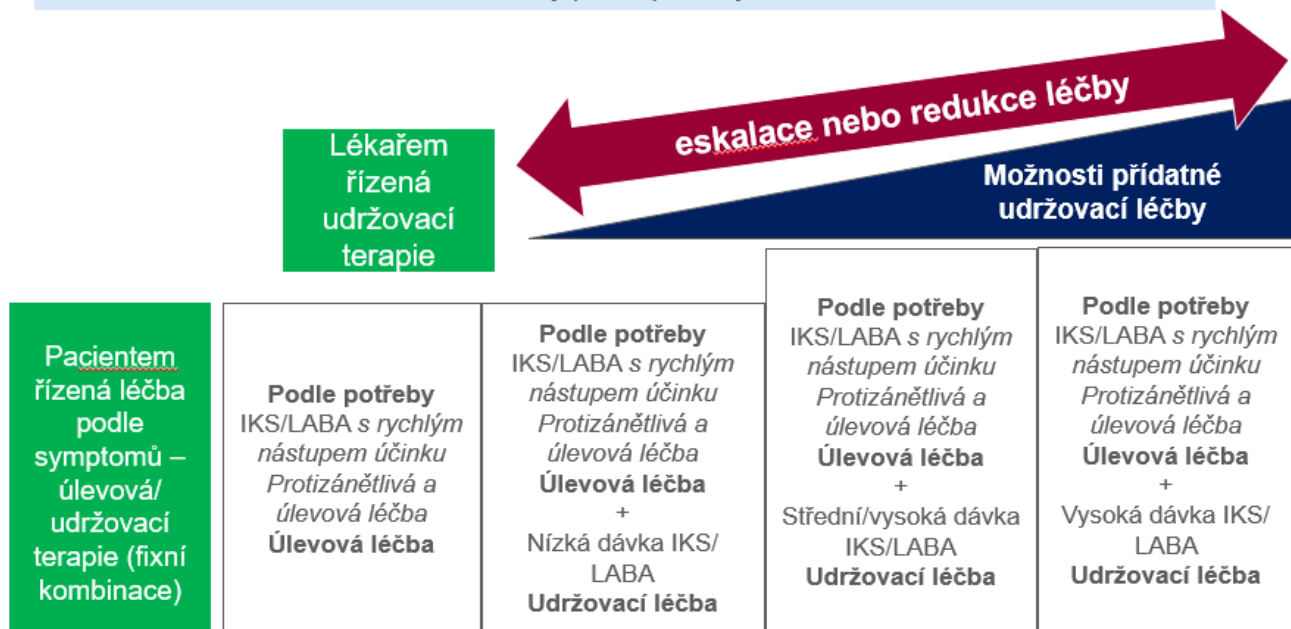 eskalace nebo redukce léčby
Lékařem
řízená
udržovací
terapie
Možnosti přídatné
udržovací léčby
Pacientem
řízená léčba
podle
symptomů –
úlevová/
udržovací
terapie (fixní
kombinace)
Podle potřeby
IKS/LABA s rychlým
nástupem účinku
Protizánětlivá a
úlevová léčba
Úlevová léčba
Podle potřeby
IKS/LABA s rychlým
nástupem účinku
Protizánětlivá a
úlevová léčba
Úlevová léčba
+
Nízká dávka IKS/
LABA
Udržovací léčba
Podle potřeby
IKS/LABA s rychlým
nástupem účinku
Protizánětlivá a
úlevová léčba
Úlevová léčba
+
Střední/vysoká dávka
IKS/LABA
Udržovací léčba
Podle potřeby
IKS/LABA s rychlým
nástupem účinku
Protizánětlivá a
úlevová léčba
Úlevová léčba
+
Vysoká dávka IKS/
LABA
Udržovací léčba